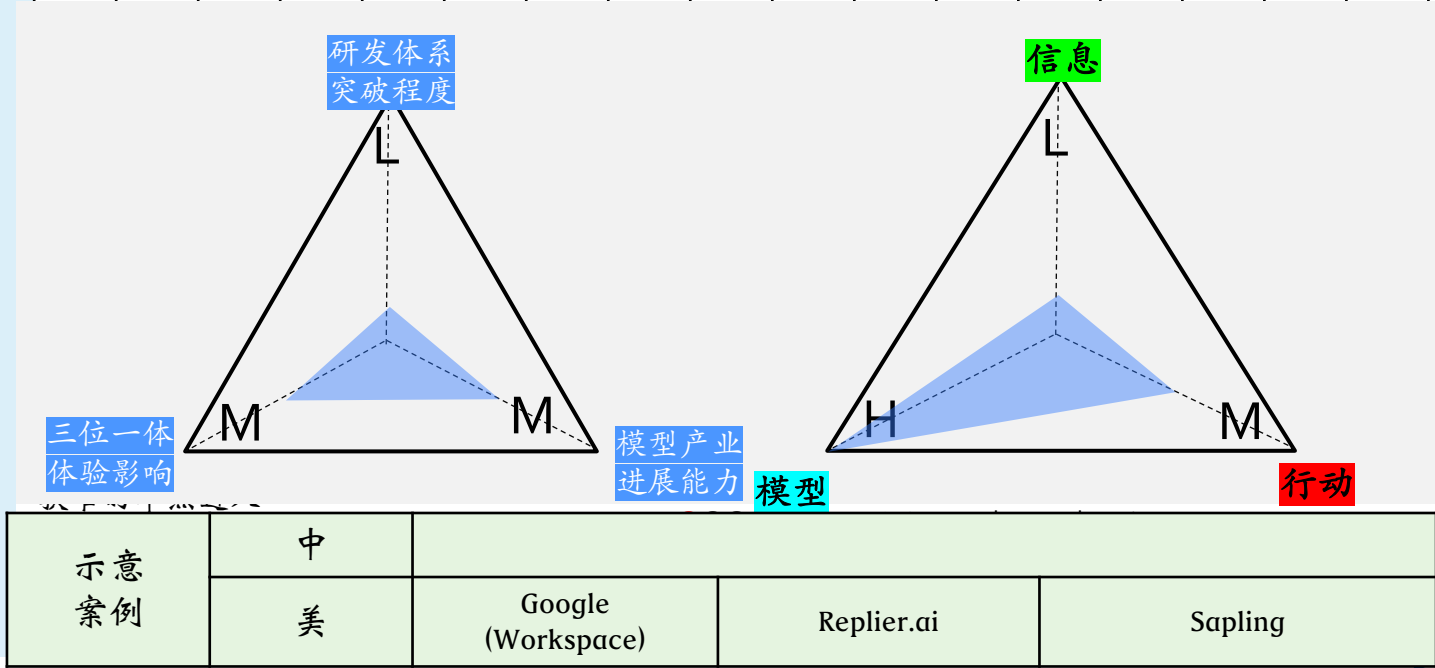 研发体系
突破程度
L
M
M
三位一体
体验影响
模型产业
进展能力
信息
L
H
M
模型
行动
示意
案例
中
美
Google
(Workspace)
Replier.ai
Sapling